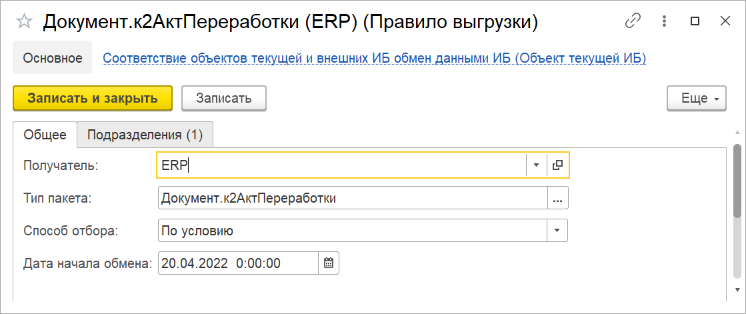 Документ.к2АктПереработки (ERP) (Правило выгрузки)
Основное Соответствие объектов текущей и внешних ИБ обмен данными ИБ (Объект текущей ИБ)
Записать и закрыть Записать Еще
Общее Подразделения (1)
Получатель: ERP
Тип пакета: Документ.к2АктПереработки ...
Способ отбора: По условию
Дата начала обмена: 20.04.2022 0:00:00